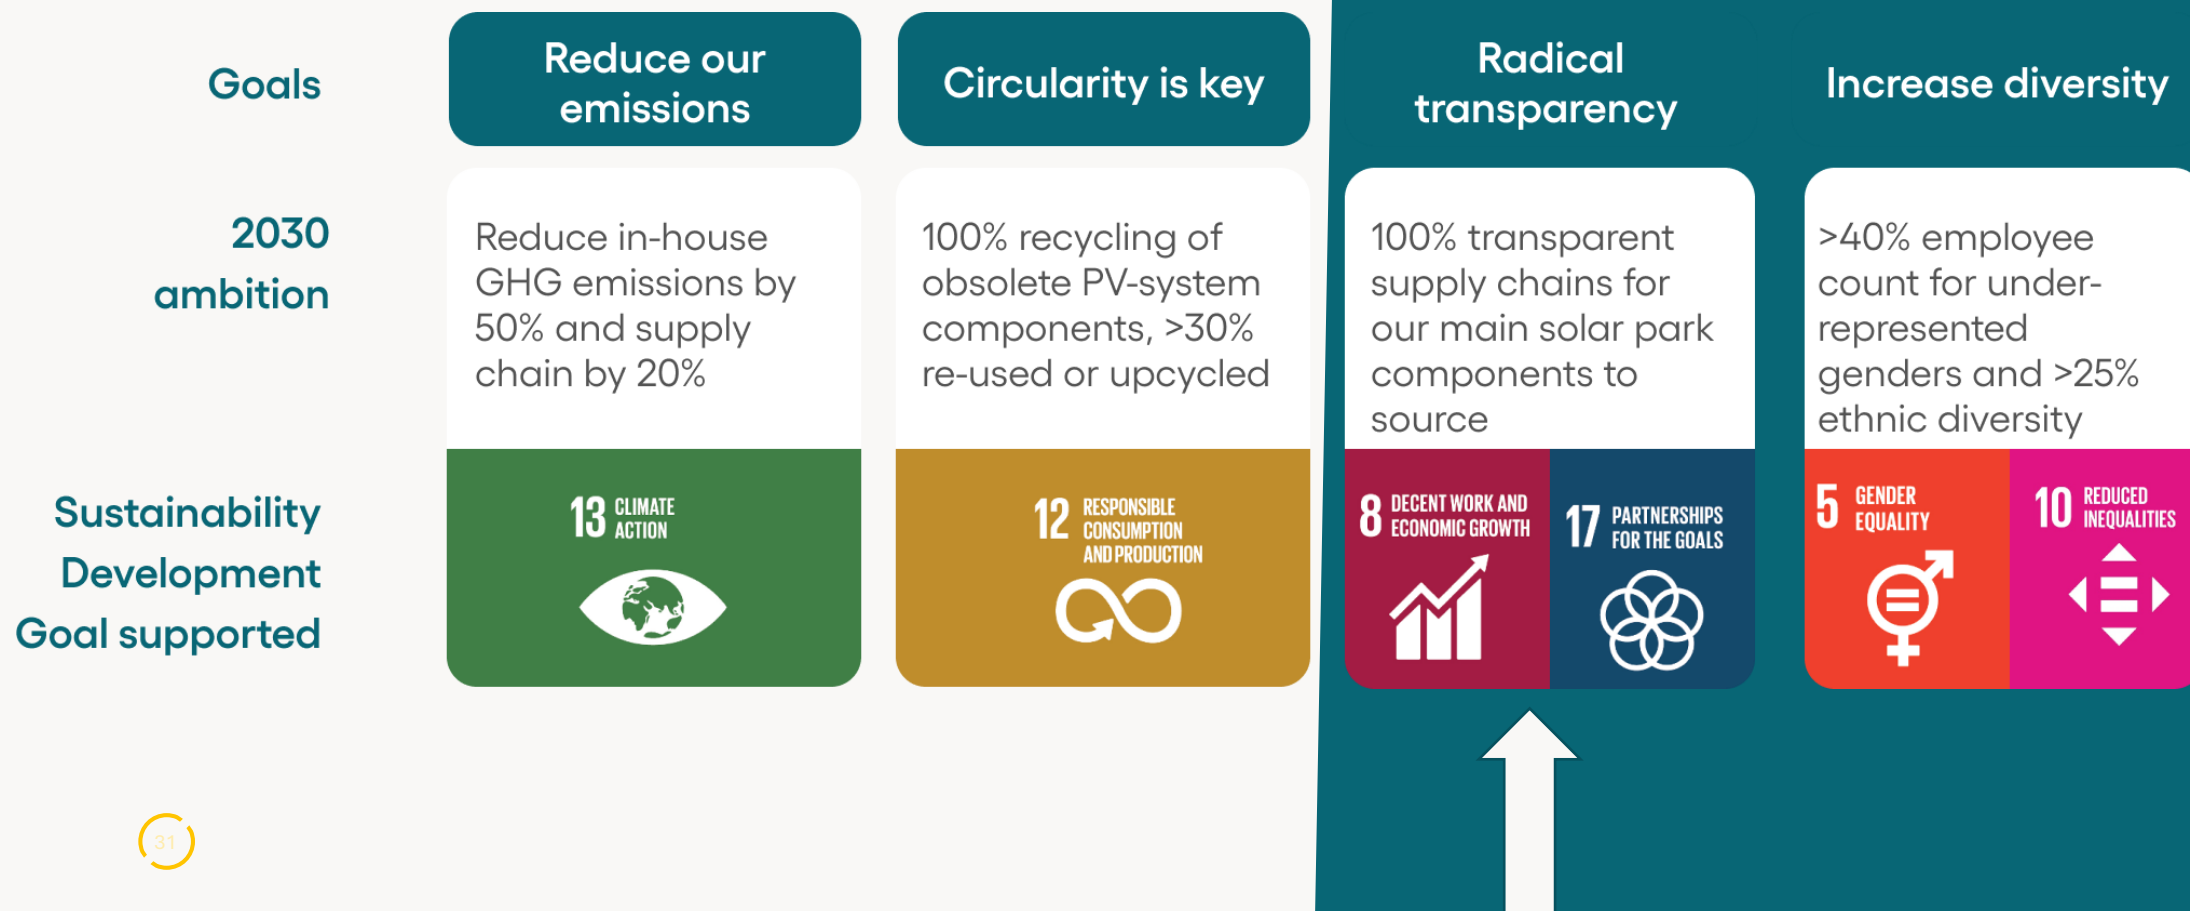 Goals
Reduce our
emissions
Circularity is key
Radical
transparency
Increase diversity
2030
ambition
Reduce in-house
GHG emissions by
50% and supply
chain by 20%
100% recycling of
obsolete PV-system
components, >30%
re-used or upcycled
100% transparent
supply chains for
our main solar park
components to
source
>40% employee
count for under-
represented
genders and >25%
ethnic diversity
Sustainability
Development
Goal supported
13 CLIMATE
ACTION
12 RESPONSIBLE
CONSUMPTION
AND PRODUCTION
8 DECENT WORK AND
ECONOMIC GROWTH
17 PARTNERSHIPS
FOR THE GOALS
5 GENDER
EQUALITY
10 REDUCED
INEQUALITIES
31